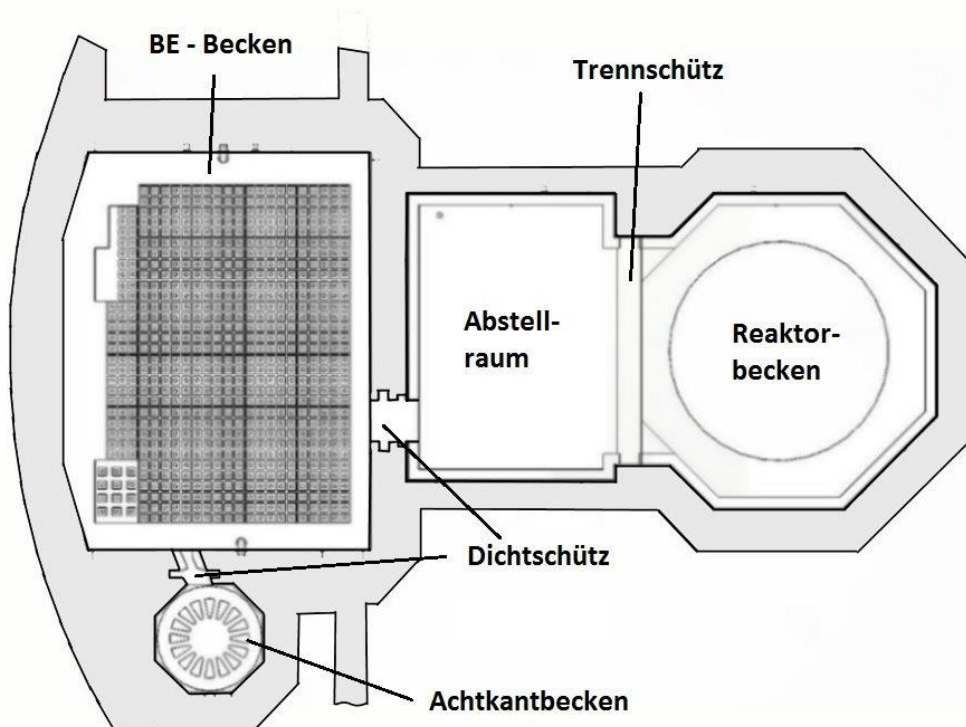 BE - Becken
Trennschütz
Abstell-
raum
Reaktor-
becken
Dichtschütz
Achtkantbecken